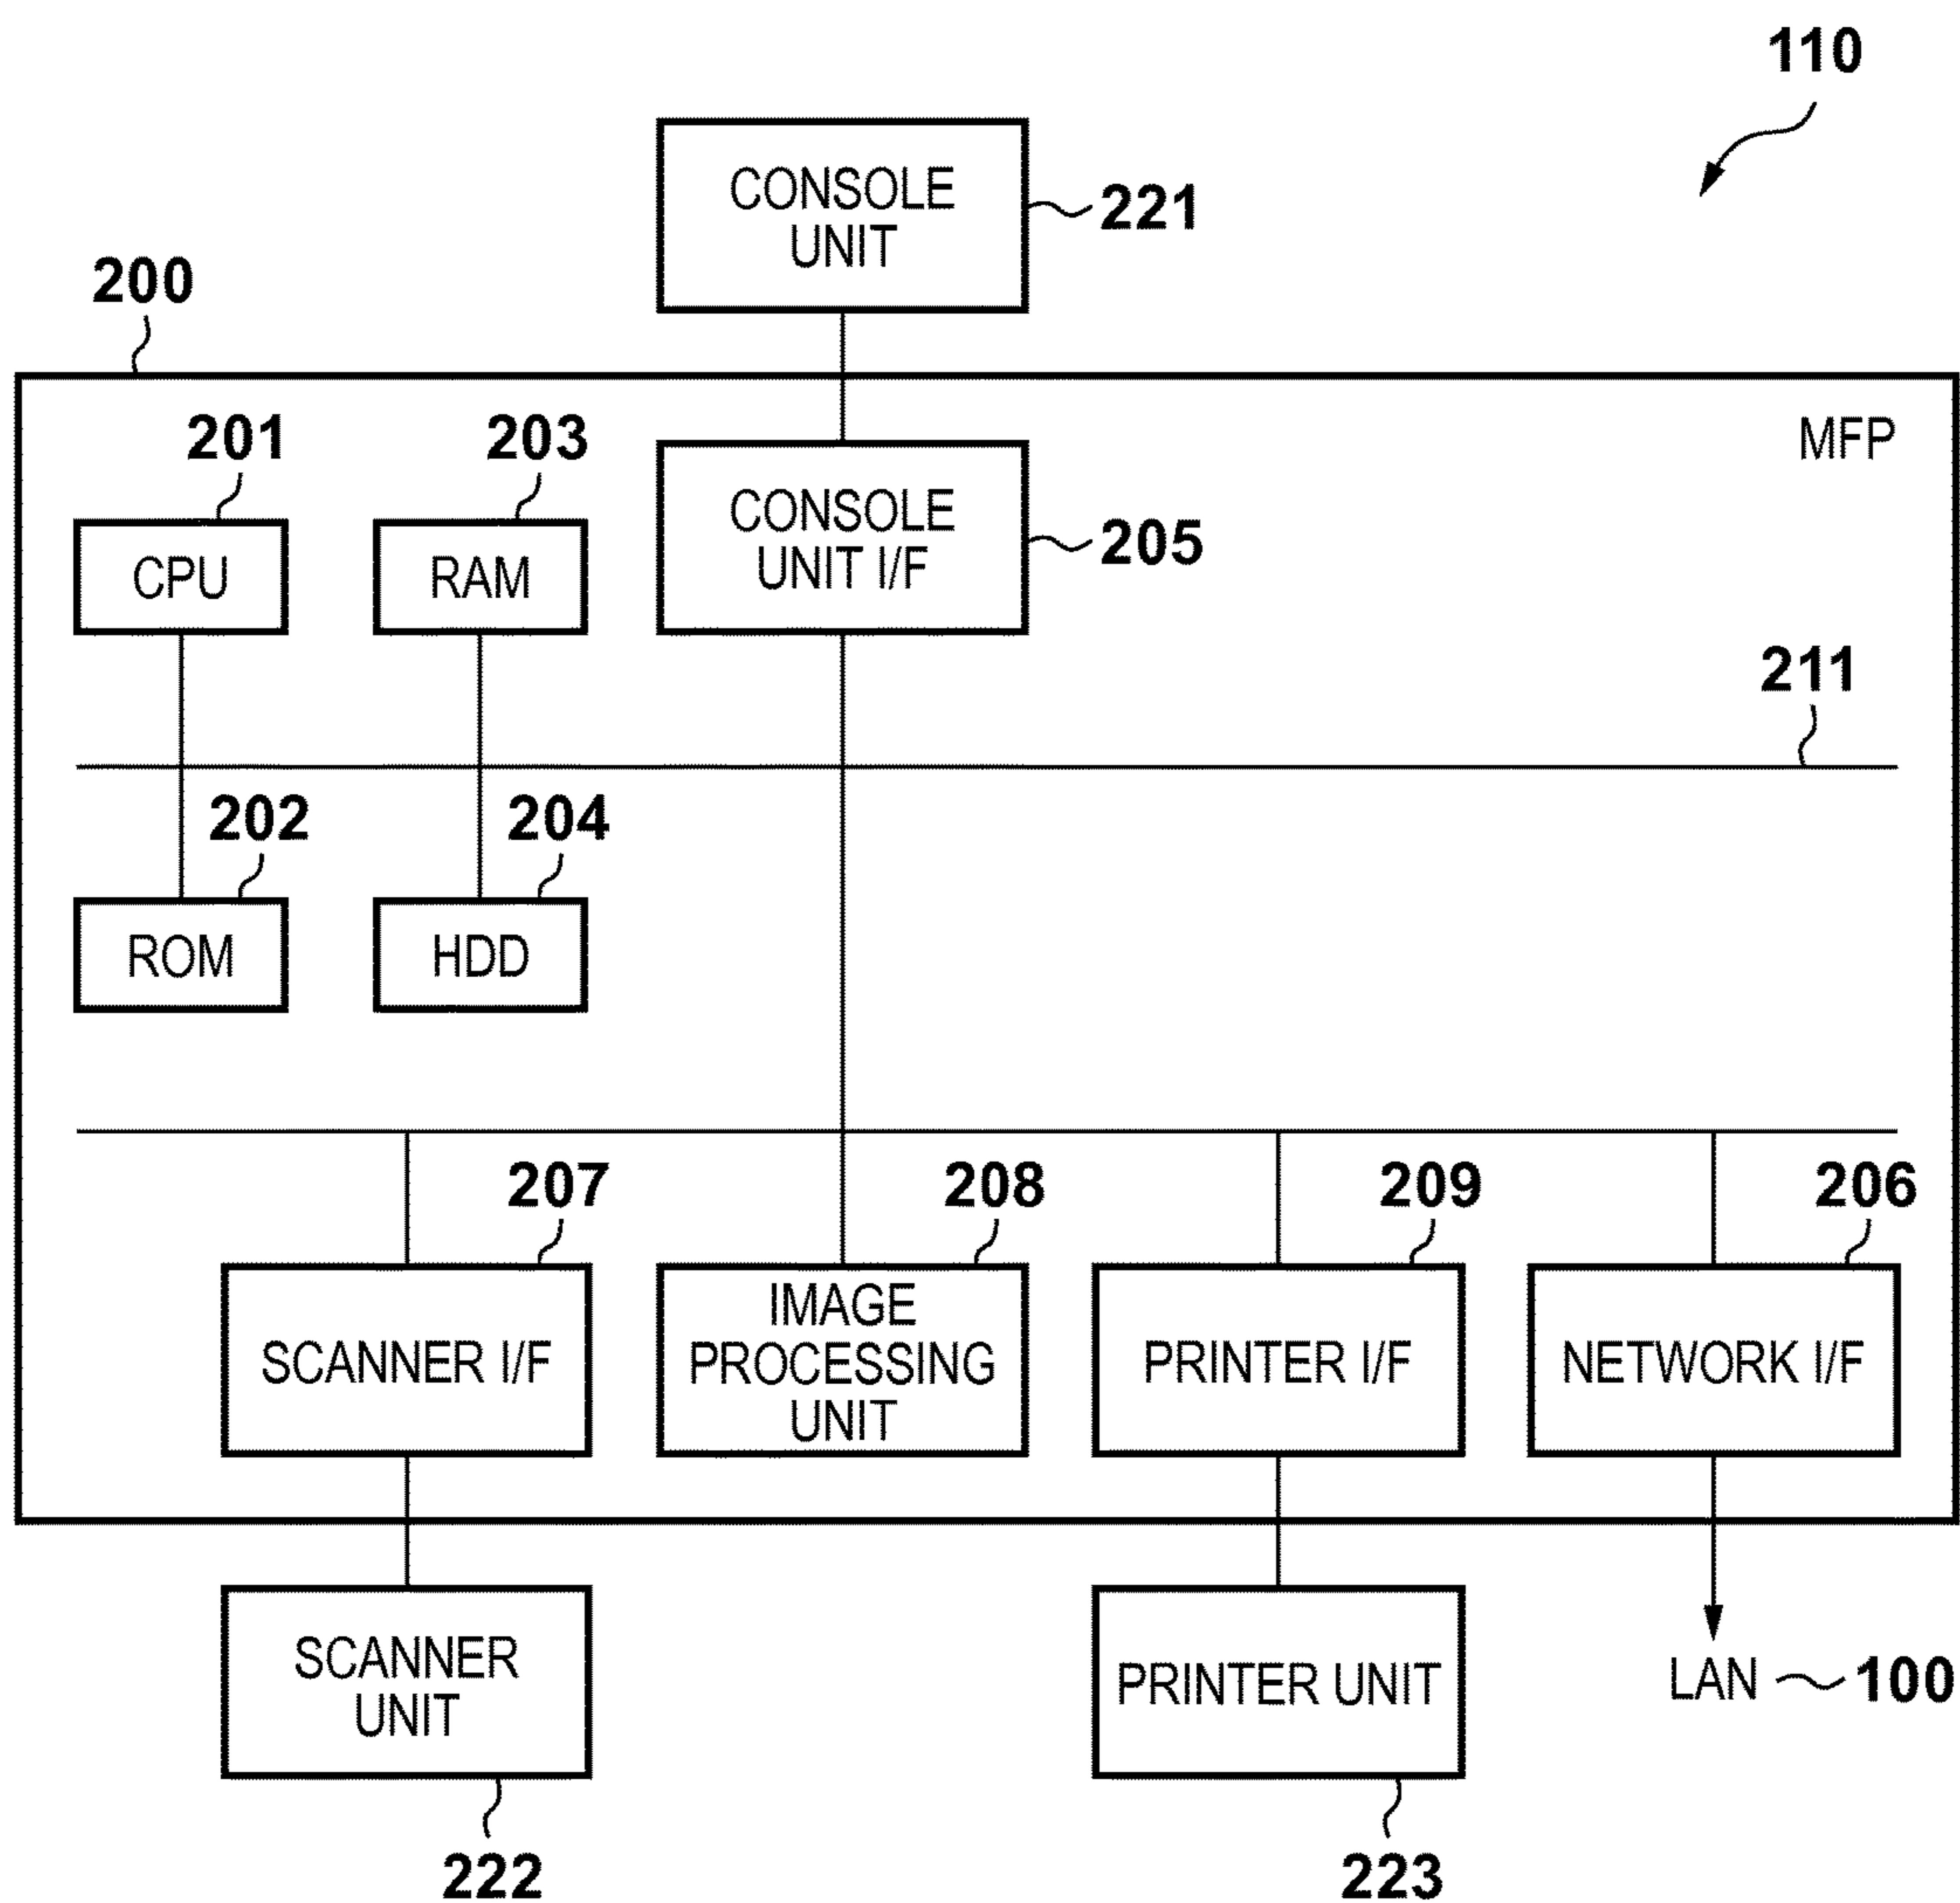 110
CONSOLE
UNIT
221
200
MFP
201
203
CONSOLE
UNIT I/F
205
CPU
RAM
211
202
204
ROM
HDD
207
208
209
206
SCANNER I/F
IMAGE
PROCESSING
UNIT
PRINTER I/F
NETWORK I/F
SCANNER
UNIT
PRINTER UNIT
LAN
100
222
223